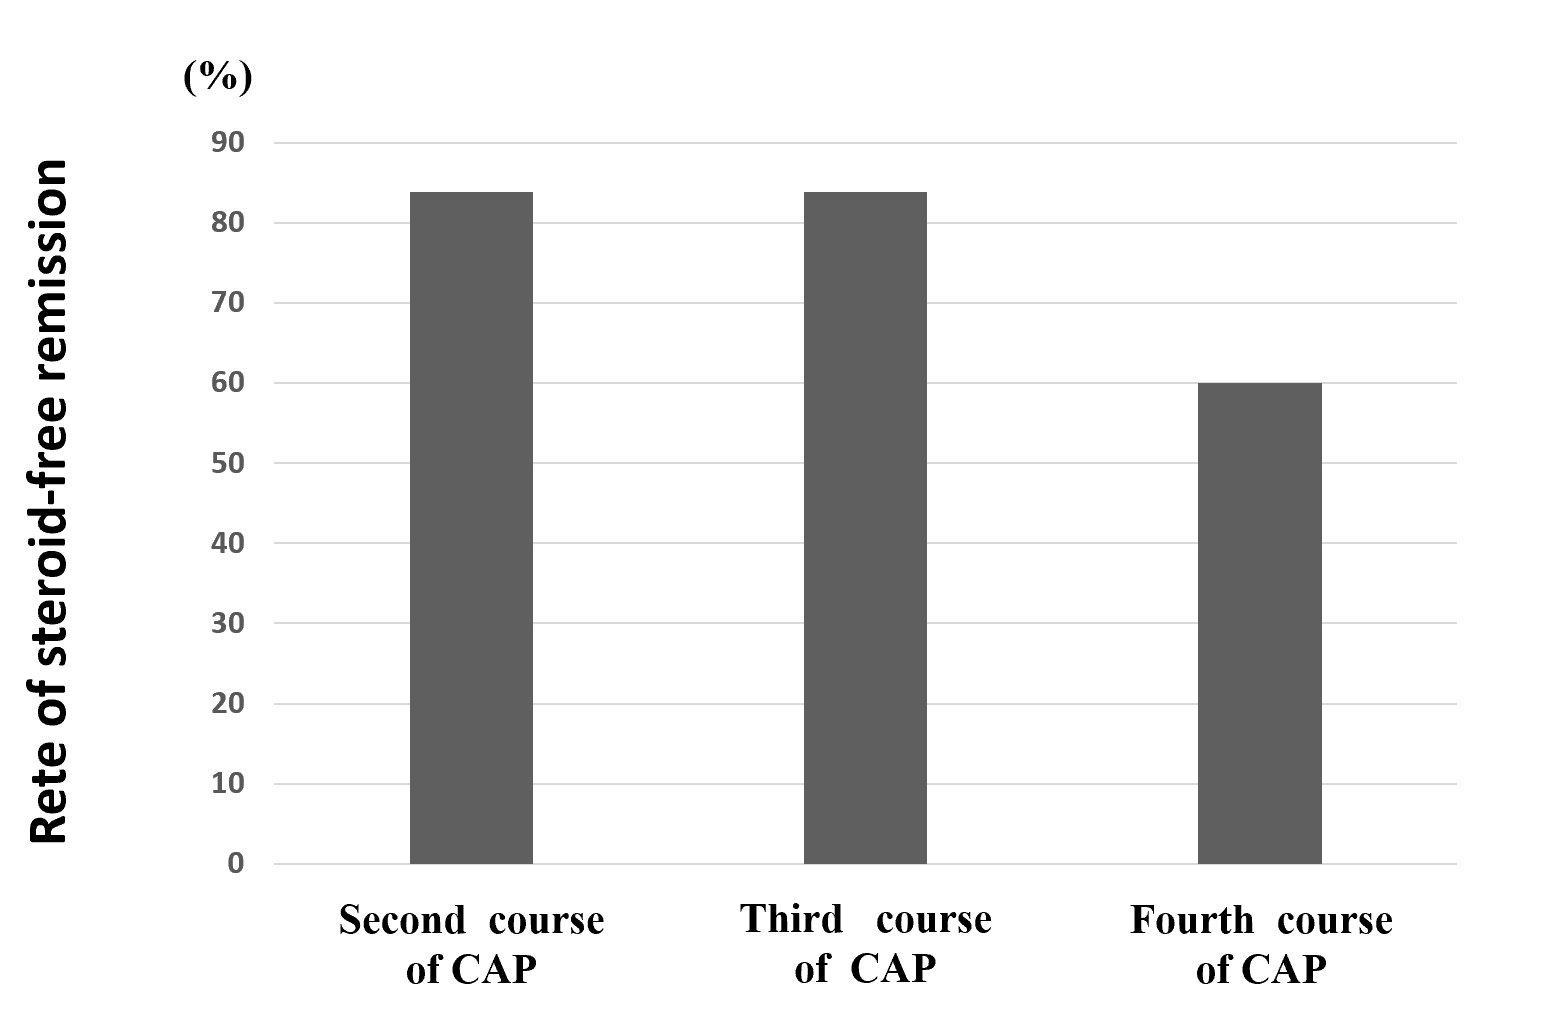 (%)
Rete of steroid-free remission
90
80
70
60
50
40
30
20
10
0
Second course
of CAP
Third course
of CAP
Fourth course
of CAP